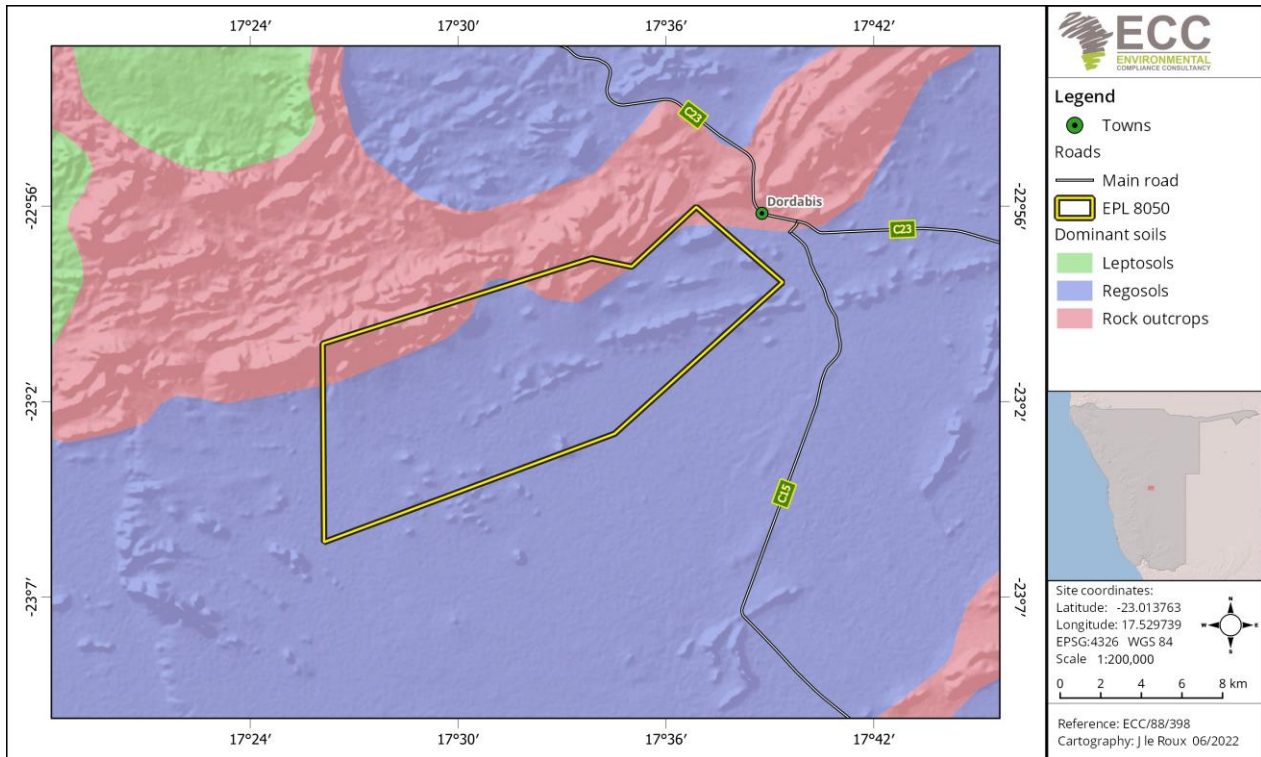 17°24′
17°30′
17°36′
17°42′
-22°56′
-23°2′
-23°7′
C23
Dordabis
C23
C15
-22°56′
-23°2′
-23°7′
17°24′
17°30′
17°36′
17°42′
ECC
ENVIRONMENTAL
COMPLIANCE CONSULTANCY
Legend
Towns
Roads
Main road
EPL 8050
Dominant soils
Leptosols
Regosols
Rock outcrops
Site coordinates:
Latitude: -23.013763
Longitude: 17.529739
EPSG:4326 WGS 84
Scale 1:200,000
N
W E
S
0 2 4 6 8 km
Reference: ECC/88/398
Cartography: J le Roux 06/2022